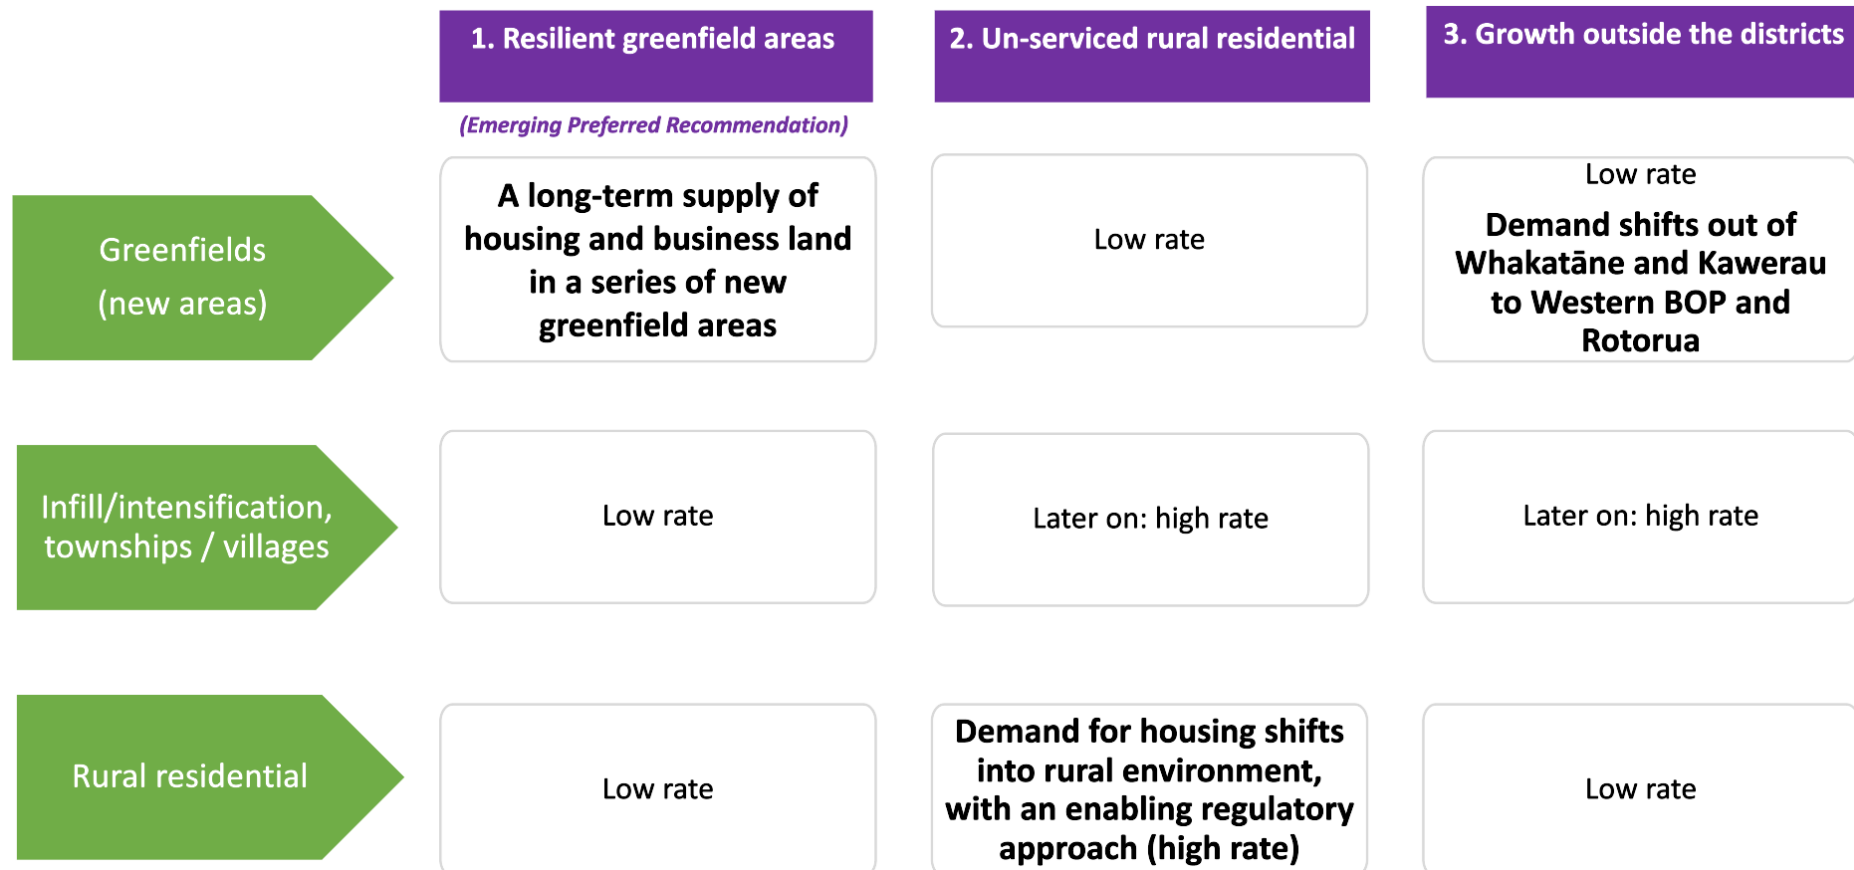 1. Resilient greenfield areas
2. Un-serviced rural residential
3. Growth outside the districts
(Emerging Preferred Recommendation)
Greenfields
(new areas)
A long-term supply of
housing and business land
in a series of new
greenfield areas
Low rate
Low rate
Demand shifts out of
Whakatāne and Kawerau
to Western BOP and
Rotorua
Infill/intensification,
townships / villages
Low rate
Later on: high rate
Later on: high rate
Rural residential
Low rate
Demand for housing shifts
into rural environment,
with an enabling regulatory
approach (high rate)
Low rate